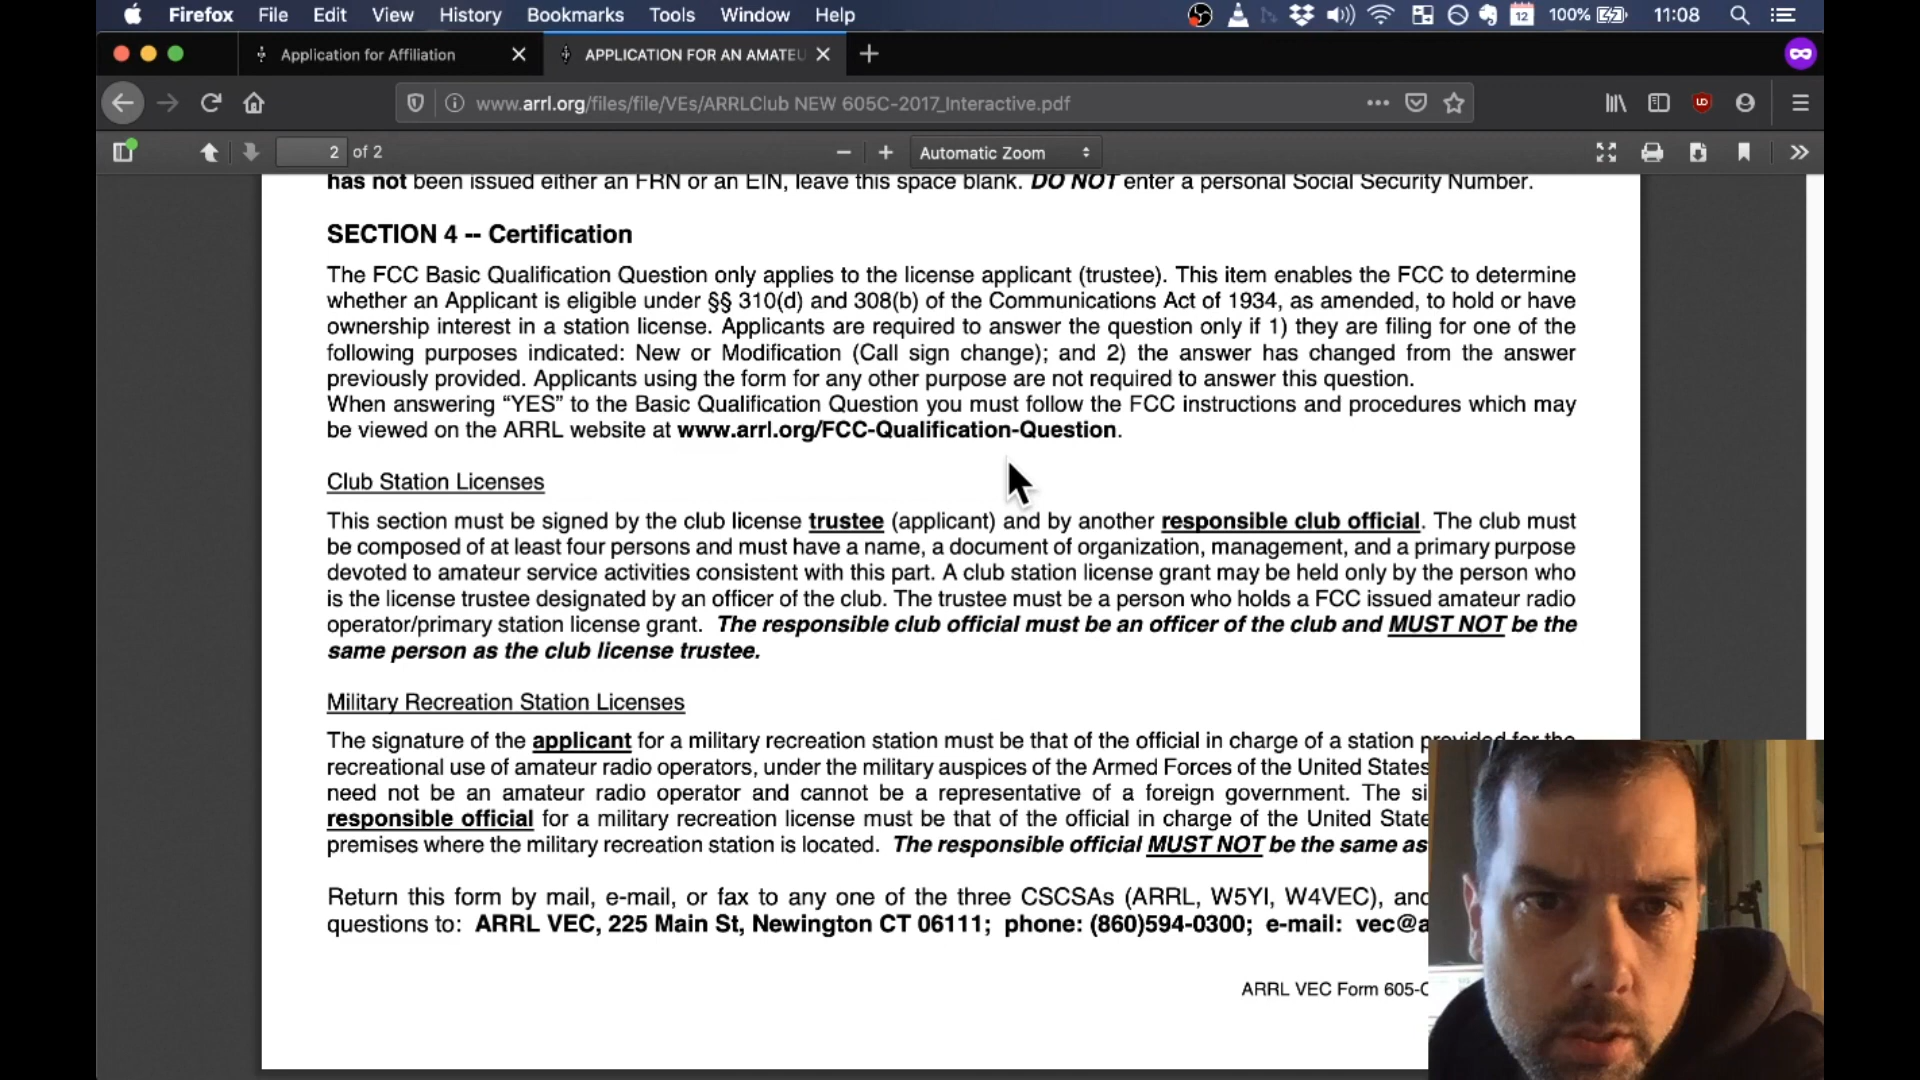 Firefox File Edit View History Bookmarks Tools Window Help 12 100% 11:08
Application for Affiliation APPLICATION FOR AN AMATEU
www.arrl.org/files/file/VEs/ARRLClub NEW 605C-2017_Interactive.pdf
2 of 2 Automatic Zoom
has not been issued either an FRN or an EIN, leave this space blank. DO NOT enter a personal Social Security Number.
SECTION 4 -- Certification
The FCC Basic Qualification Question only applies to the license applicant (trustee). This item enables the FCC to determine
whether an Applicant is eligible under §§ 310(d) and 308(b) of the Communications Act of 1934, as amended, to hold or have
ownership interest in a station license. Applicants are required to answer the question only if 1) they are filing for one of the
following purposes indicated: New or Modification (Call sign change); and 2) the answer has changed from the answer
previously provided. Applicants using the form for any other purpose are not required to answer this question.
When answering “YES” to the Basic Qualification Question you must follow the FCC instructions and procedures which may
be viewed on the ARRL website at www.arrl.org/FCC-Qualification-Question.
Club Station Licenses
This section must be signed by the club license trustee (applicant) and by another responsible club official. The club must
be composed of at least four persons and must have a name, a document of organization, management, and a primary purpose
devoted to amateur service activities consistent with this part. A club station license grant may be held only by the person who
is the license trustee designated by an officer of the club. The trustee must be a person who holds a FCC issued amateur radio
operator/primary station license grant. The responsible club official must be an officer of the club and MUST NOT be the
same person as the club license trustee.
Military Recreation Station Licenses
The signature of the applicant for a military recreation station must be that of the official in charge of a station provided for the
recreational use of amateur radio operators, under the military auspices of the Armed Forces of the United States
need not be an amateur radio operator and cannot be a representative of a foreign government. The si
responsible official for a military recreation license must be that of the official in charge of the United State
premises where the military recreation station is located. The responsible official MUST NOT be the same as
Return this form by mail, e-mail, or fax to any one of the three CSCSAs (ARRL, W5YI, W4VEC), and
questions to: ARRL VEC, 225 Main St, Newington CT 06111; phone: (860)594-0300; e-mail: vec@a
ARRL VEC Form 605-C